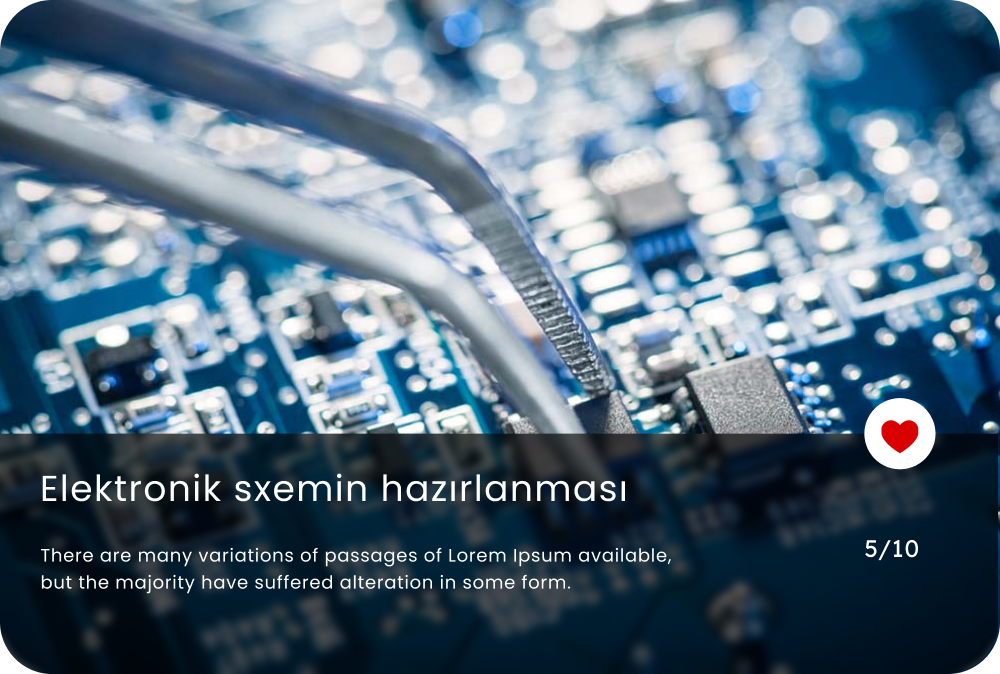 Elektronik sxemin hazırlanması
There are many variations of passages of Lorem Ipsum available,
but the majority have suffered alteration in some form.
5/10